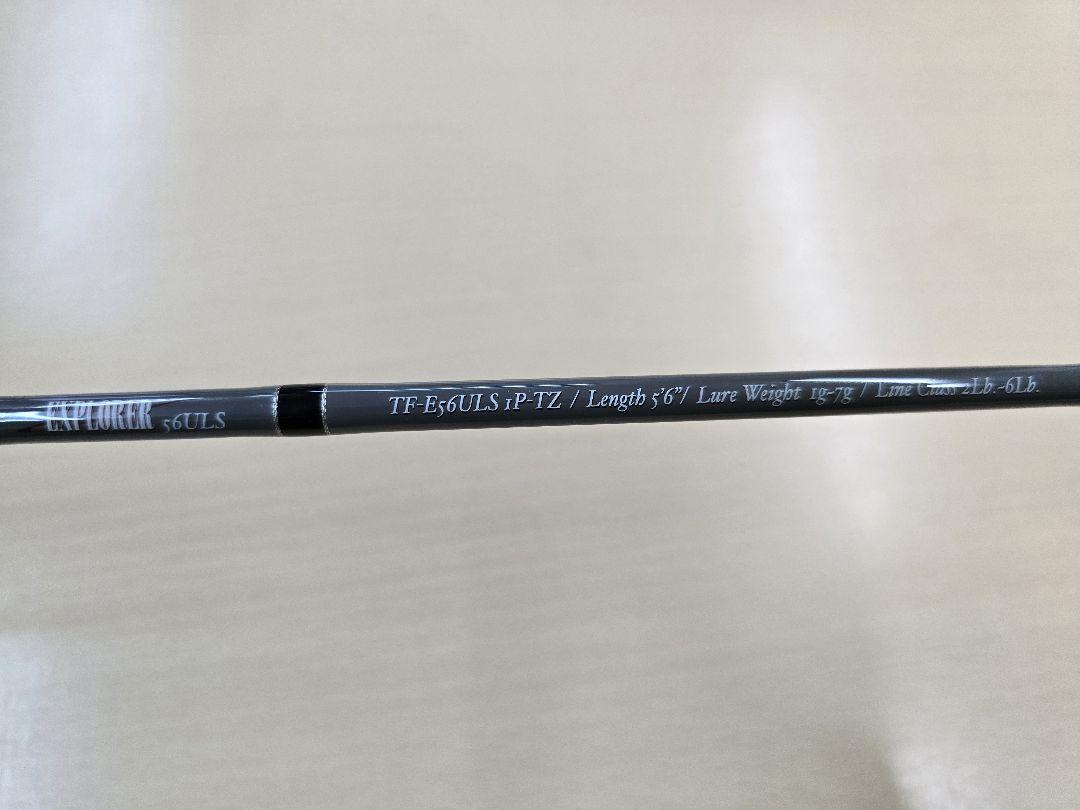 EXPLORER 56ULS
TF-E56ULS 1P-TZ / Length 5'6"/ Lure Weight 1g-7g / Line Class 2Lb.-6Lb.